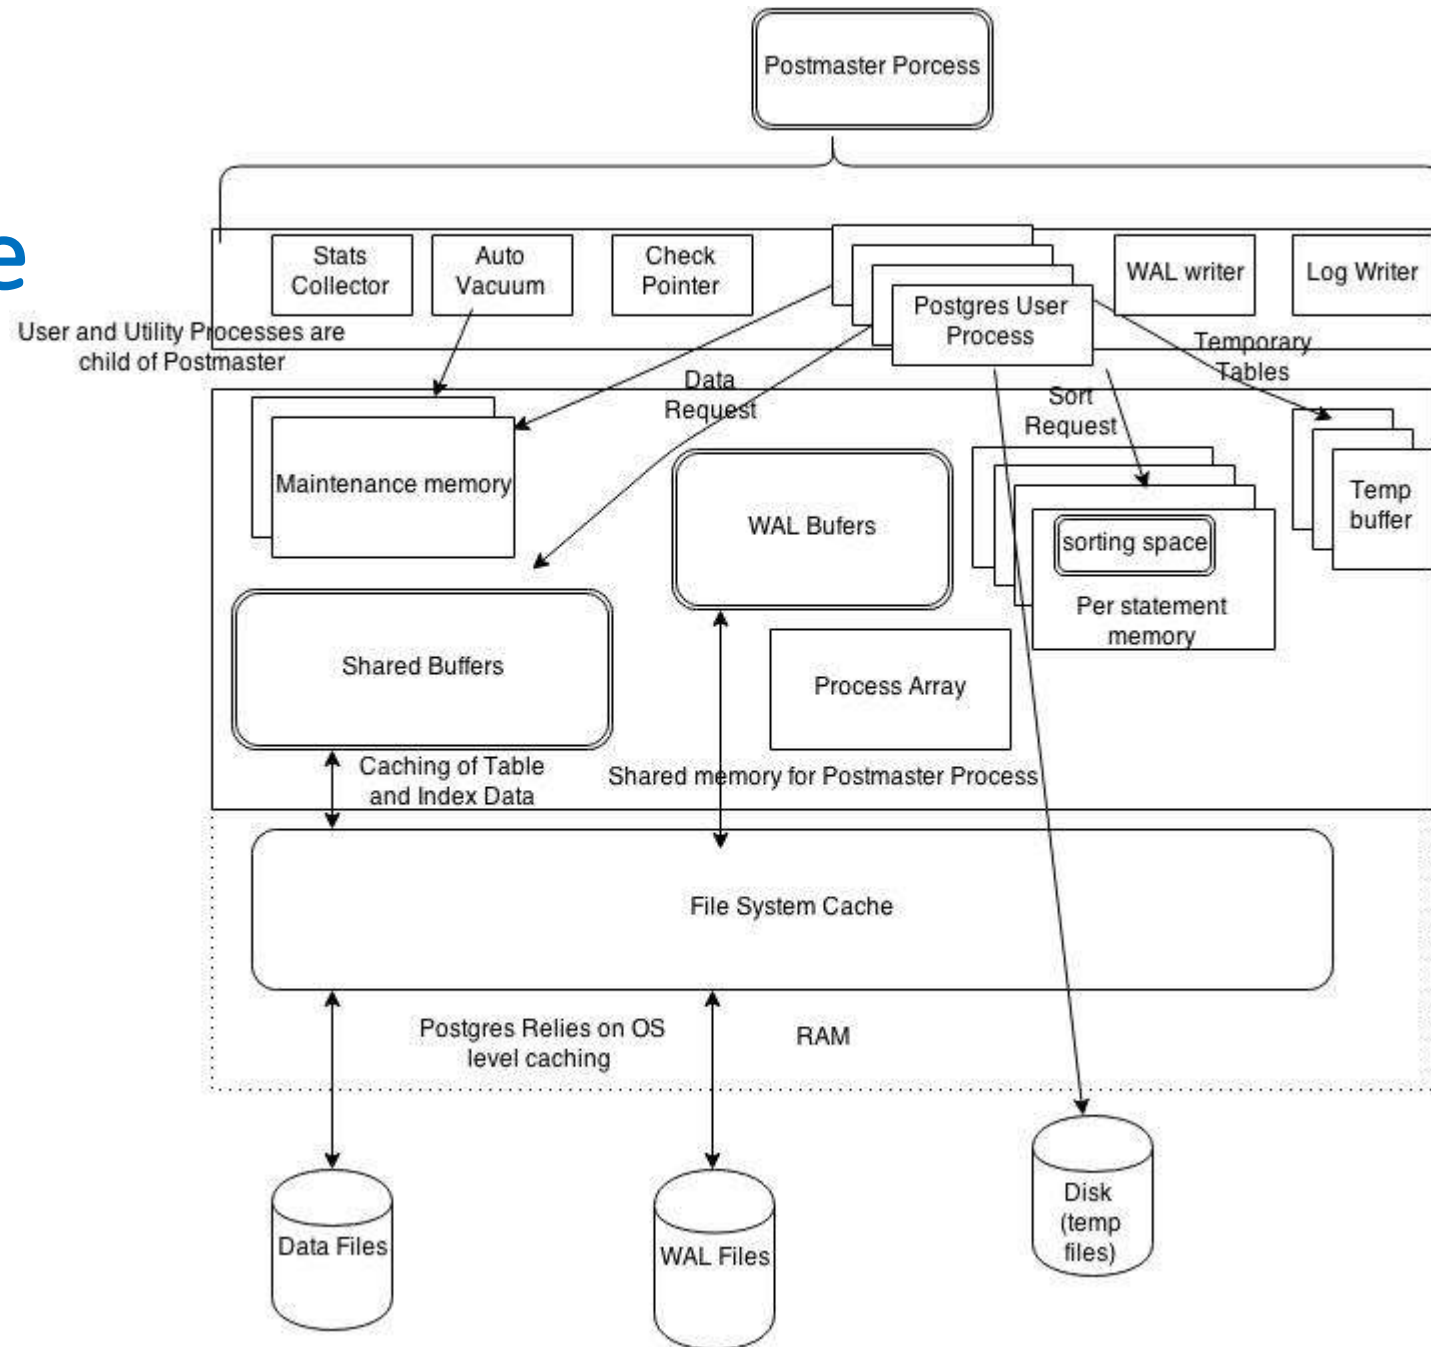 Postmaster Porcess
e
Stats
Collector
Auto
Vacuum
Check
Pointer
Postgres User
Process
WAL writer
Log Writer
User and Utility Processes are
child of Postmaster
Data
Request
Sort
Request
Temporary
Tables
Maintenance memory
WAL Bufers
sorting space
Per statement
memory
Temp
buffer
Shared Buffers
Process Array
Caching of Table
and Index Data
Shared memory for Postmaster Process
File System Cache
Postgres Relies on OS
level caching
RAM
Data Files
WAL Files
Disk
(temp
files)